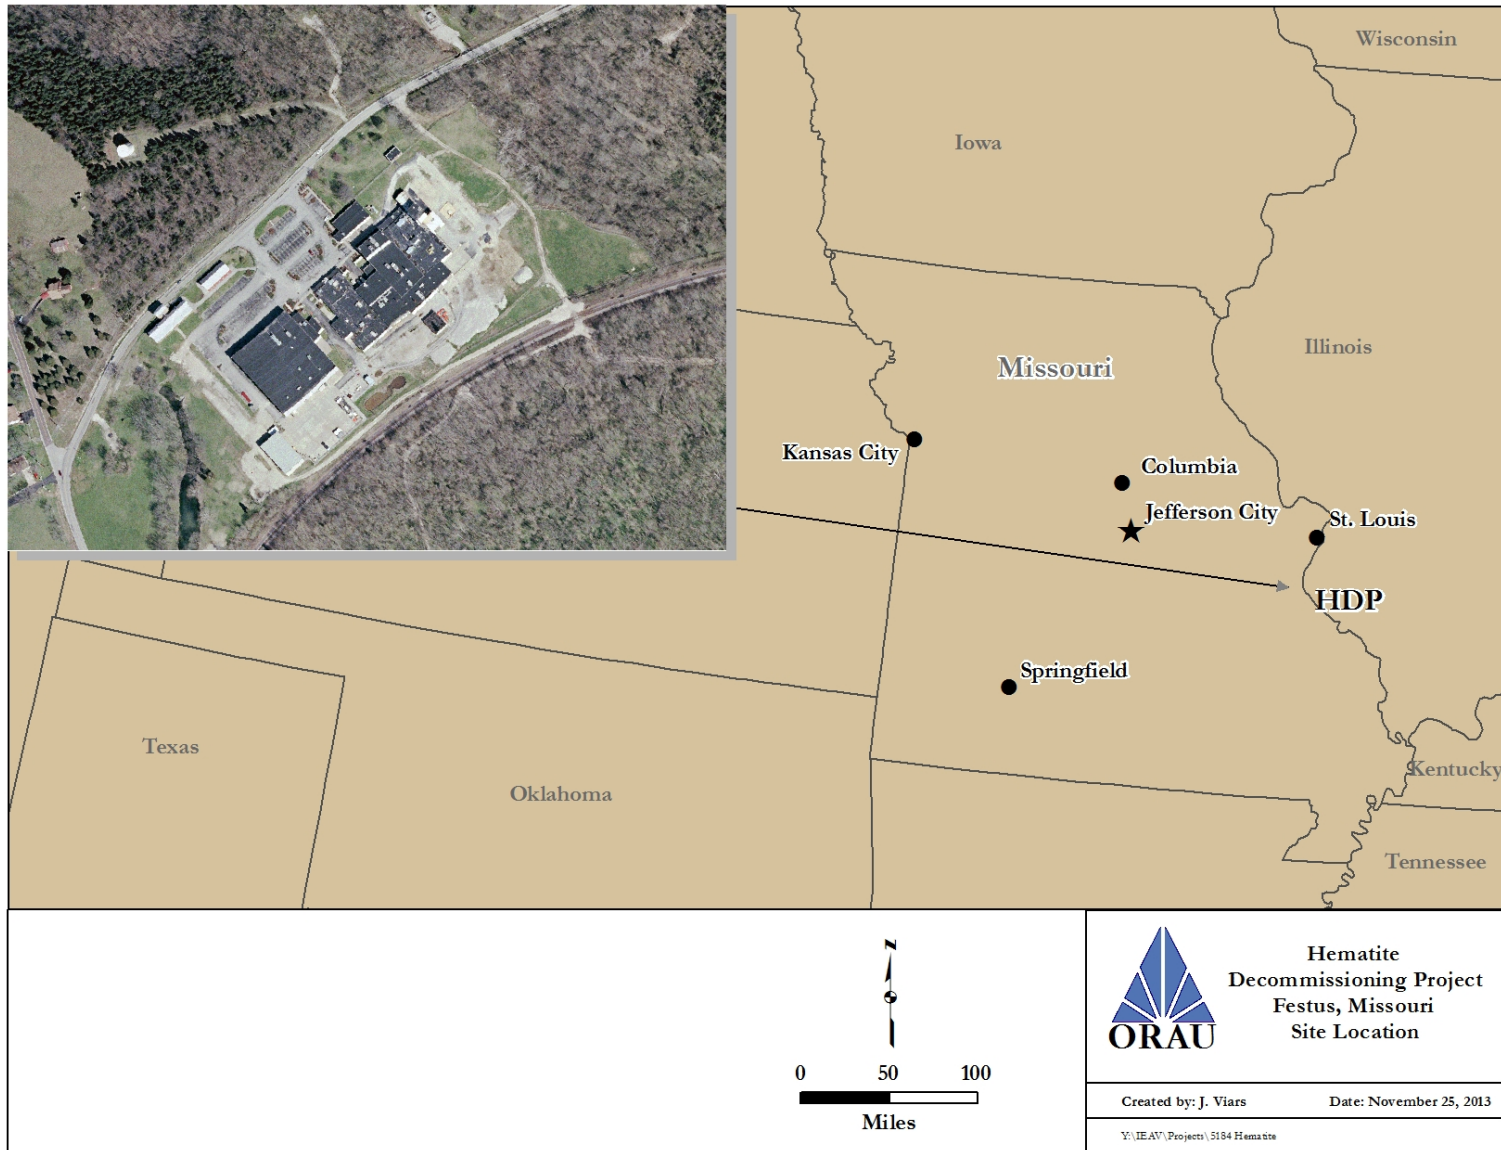 Wisconsin
Iowa
Illinois
Missouri
Kansas City
Columbia
Jefferson City
St. Louis
HDP
Springfield
Texas
Oklahoma
Kentucky
Tennessee
N
0 50 100
Miles
ORAU
Hematite
Decommissioning Project
Festus, Missouri
Site Location
Created by: J. Viars Date: November 25, 2013
Y:\IEAV\Projects\5184 Hematite